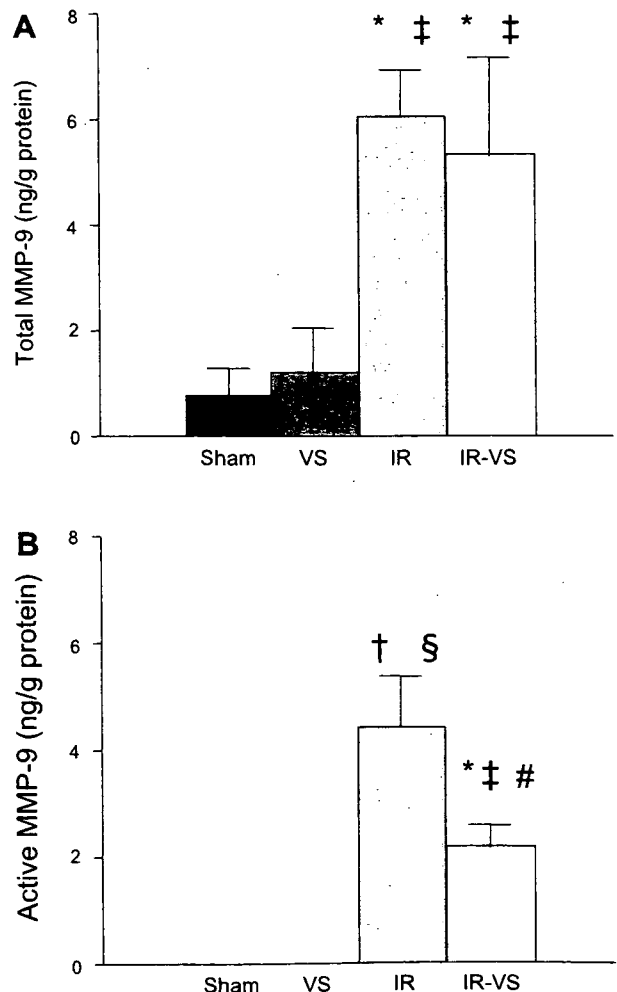 A
8
* ‡ * ‡
6
4
2
0
Total MMP-9 (ng/g protein)
Sham VS IR IR-VS
B
8
6
† §
4
* ‡ #
2
0
Active MMP-9 (ng/g protein)
Sham VS IR IR-VS